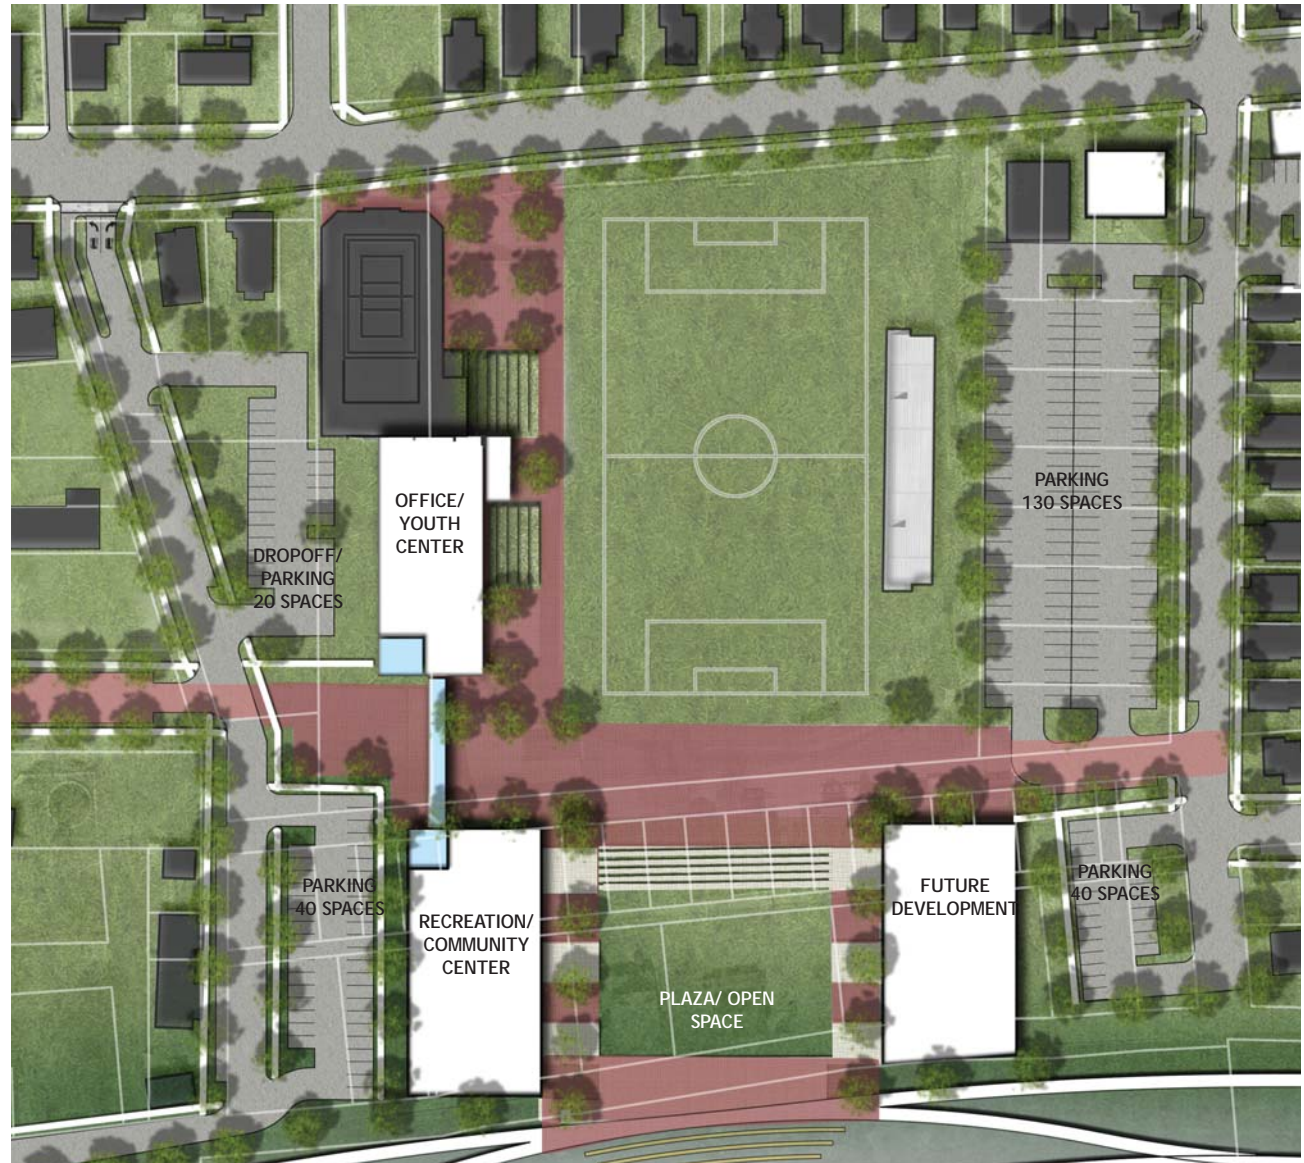 OFFICE/
YOUTH
CENTER
DROPOFF/
PARKING
20 SPACES
PARKING
130 SPACES
PARKING
40 SPACES
RECREATION/
COMMUNITY
CENTER
PLAZA/ OPEN
SPACE
FUTURE
DEVELOPMENT
PARKING
40 SPACES